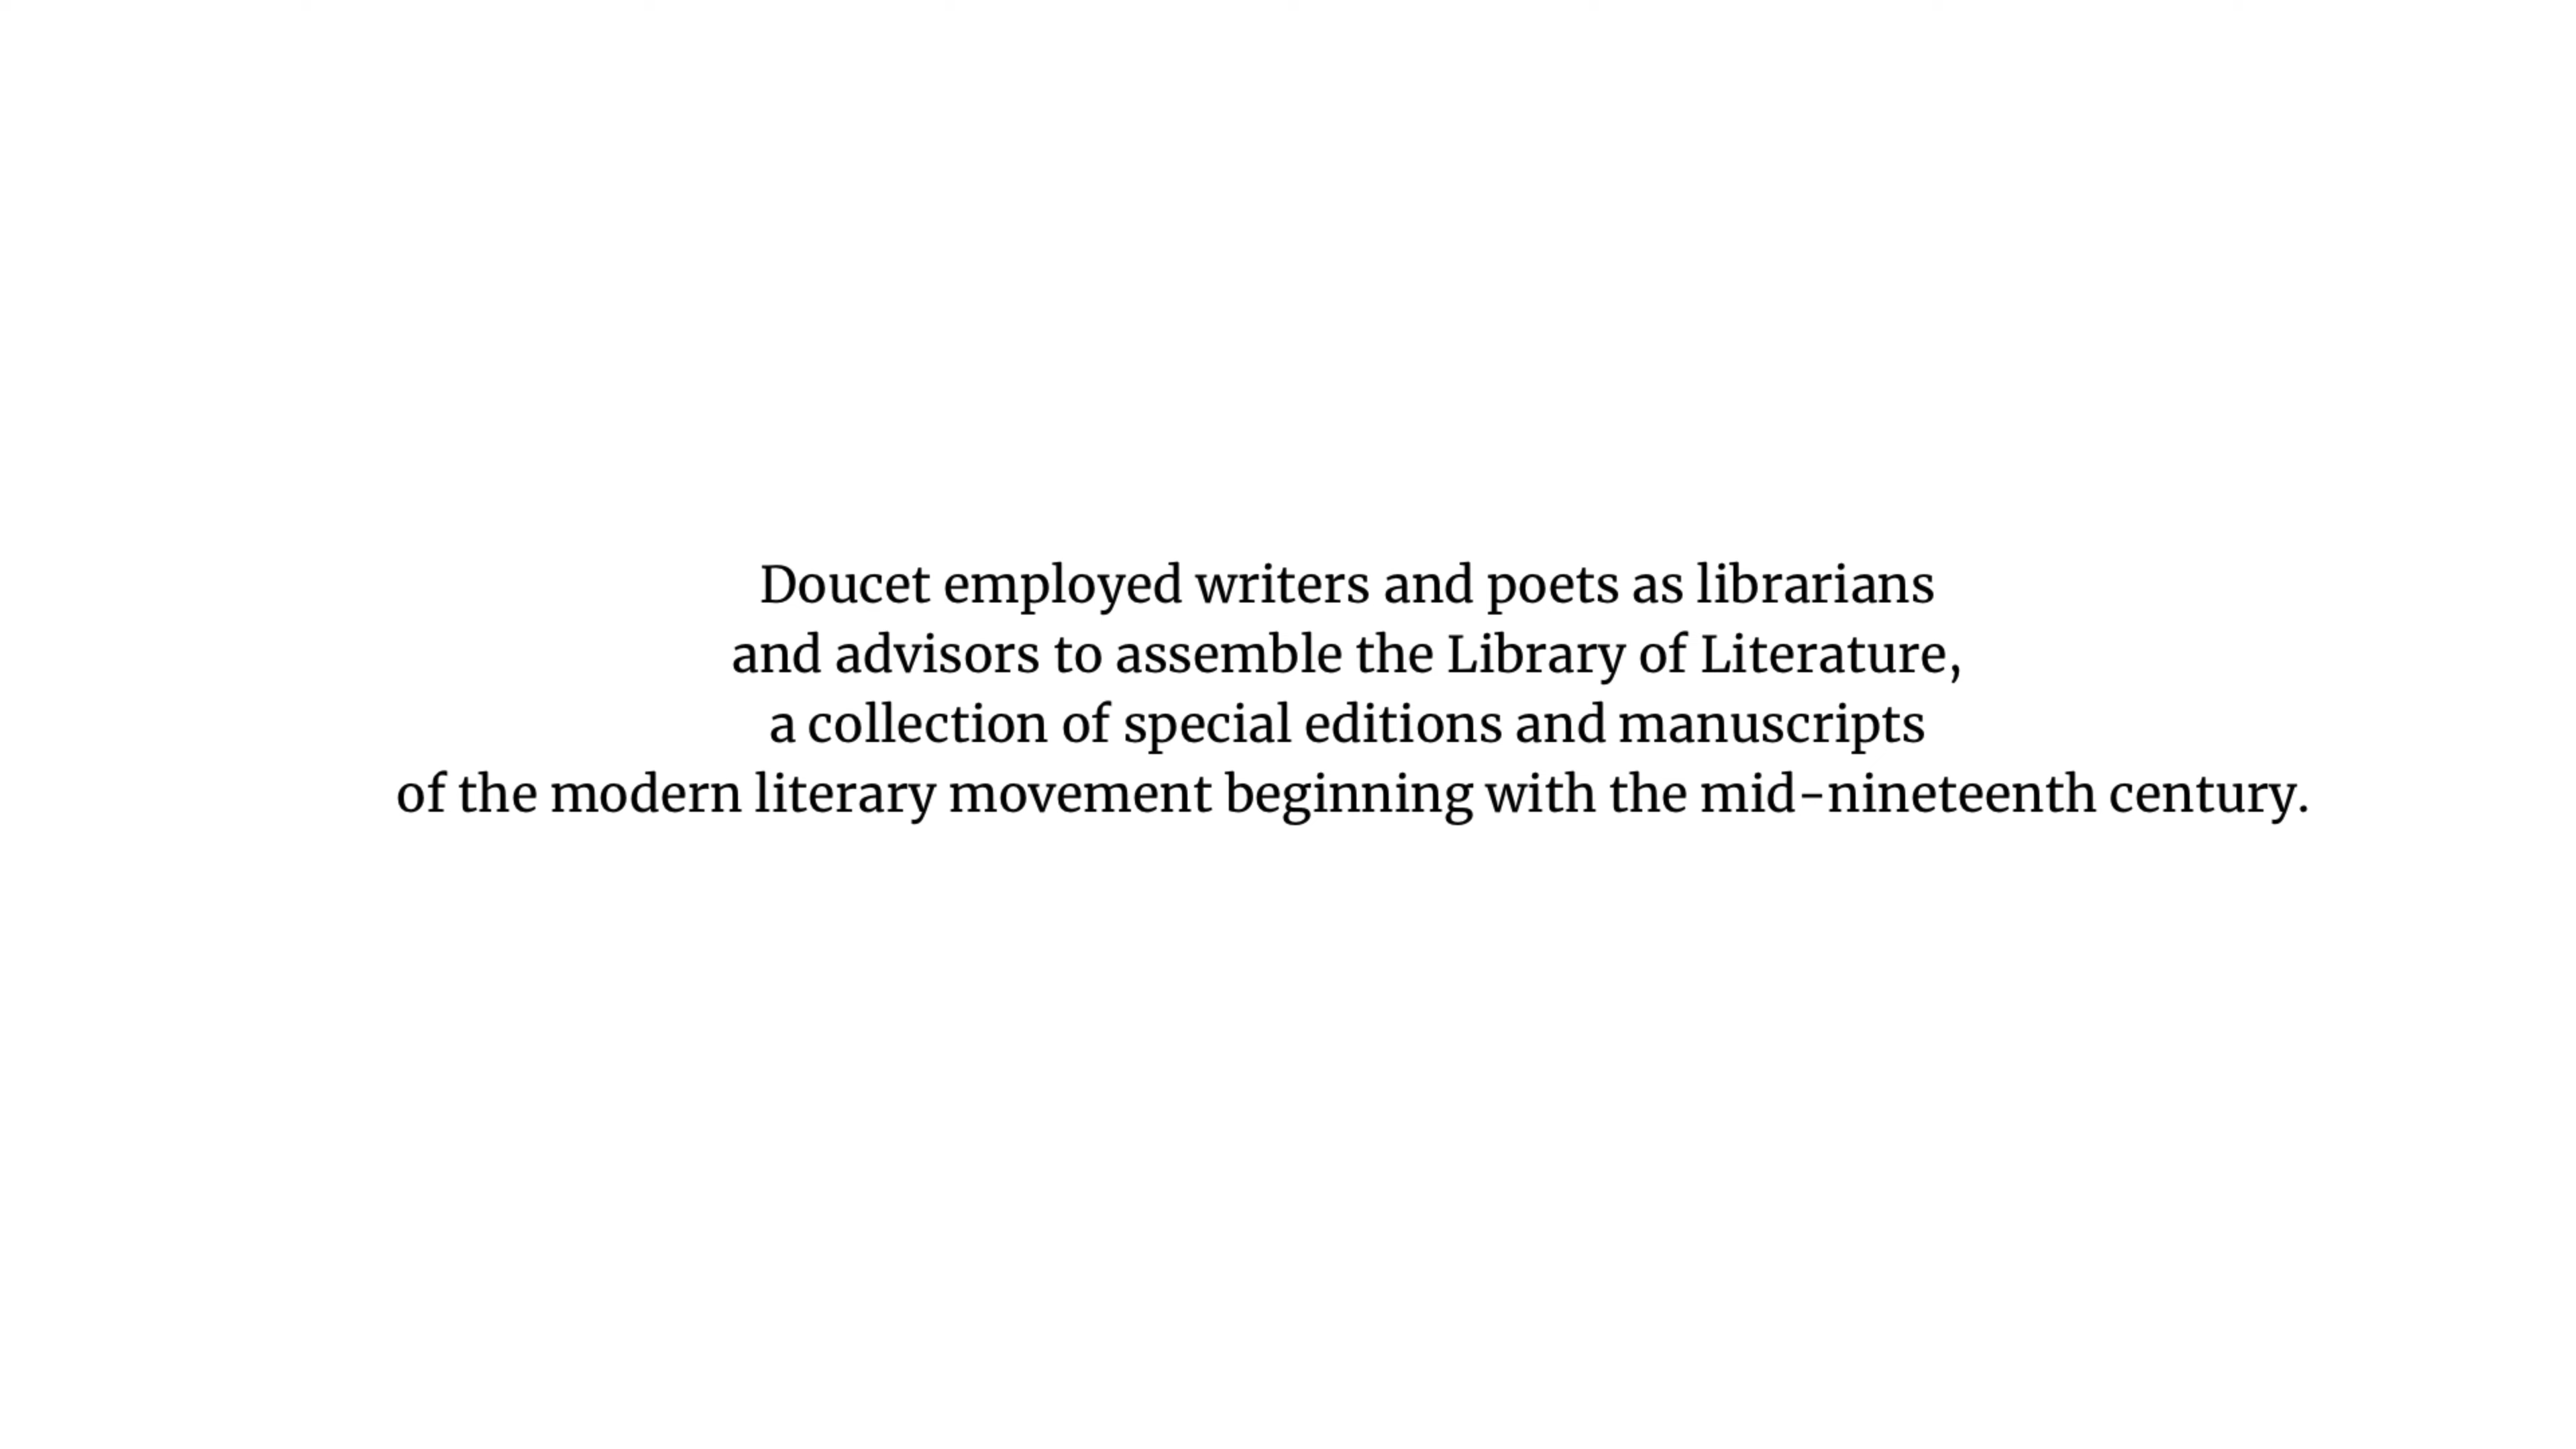 Doucet employed writers and poets as librarians
and advisors to assemble the Library of Literature,
a collection of special editions and manuscripts
of the modern literary movement beginning with the mid-nineteenth century.